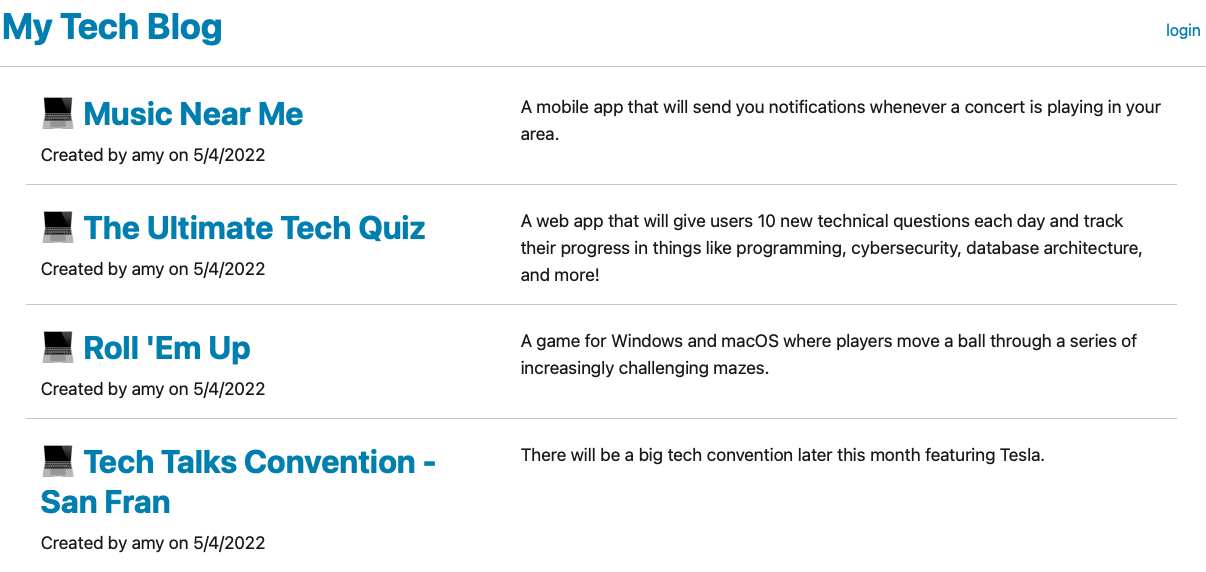 My Tech Blog
login
💻 Music Near Me
Created by amy on 5/4/2022
A mobile app that will send you notifications whenever a concert is playing in your
area.
💻 The Ultimate Tech Quiz
Created by amy on 5/4/2022
A web app that will give users 10 new technical questions each day and track
their progress in things like programming, cybersecurity, database architecture,
and more!
💻 Roll 'Em Up
Created by amy on 5/4/2022
A game for Windows and macOS where players move a ball through a series of
increasingly challenging mazes.
💻 Tech Talks Convention -
San Fran
Created by amy on 5/4/2022
There will be a big tech convention later this month featuring Tesla.